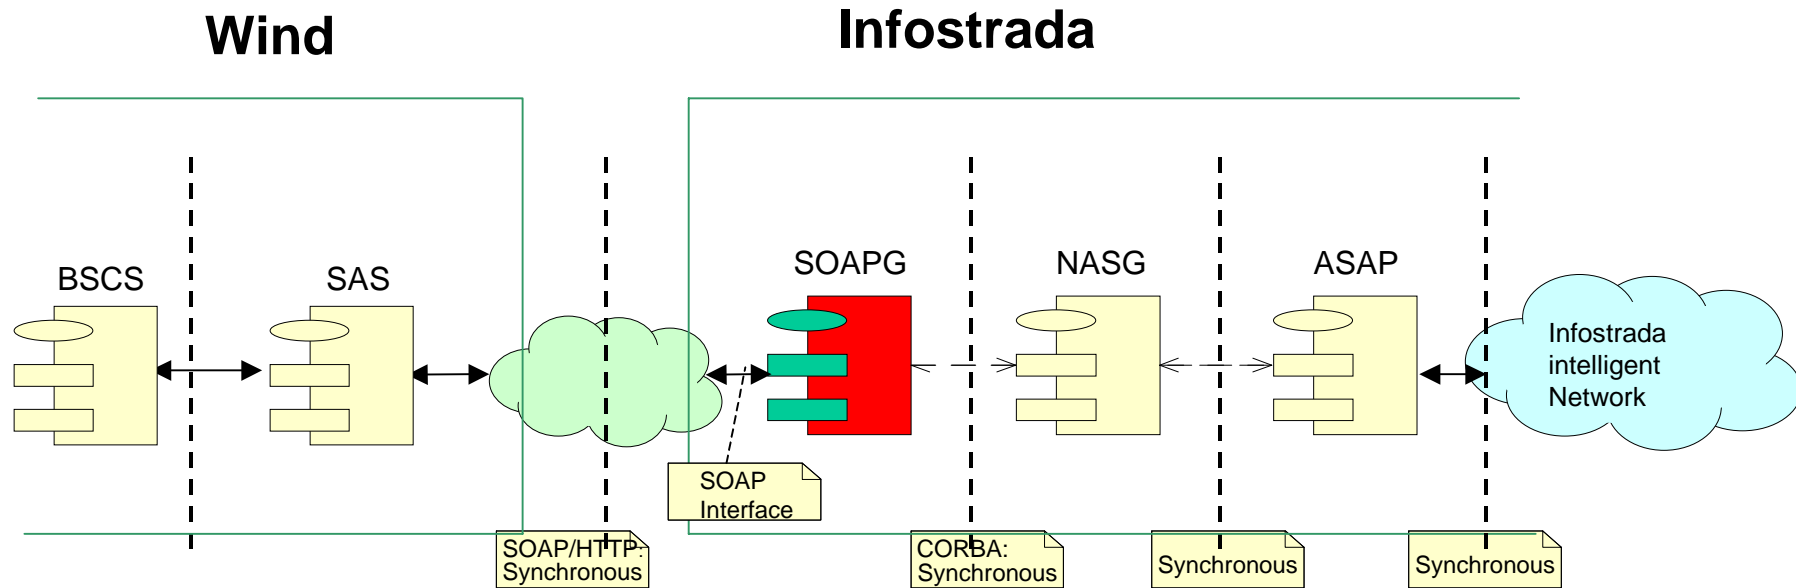 Wind
Infostrada
BSCS
SAS
SOAPG
NASG
ASAP
Infostrada
intelligent
Network
SOAP
Interface
SOAP/HTTP:
Synchronous
CORBA:
Synchronous
Synchronous
Synchronous